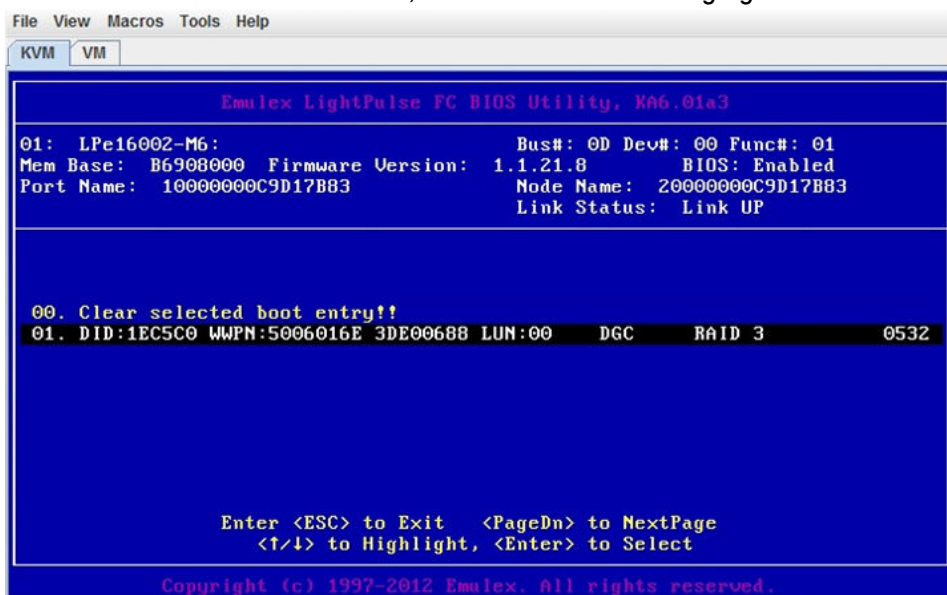 File View Macros Tools Help
KVM VM
Emulex LightPulse FC BIOS Utility, KA6.01a3
01: LPe16002-M6: Bus#: 0D Dev#: 00 Func#: 01
Mem Base: B6908000 Firmware Version: 1.1.21.8 BIOS: Enabled
Port Name: 10000000C9D17B83 Node Name: 20000000C9D17B83
Link Status: Link UP
00. Clear selected boot entry!!
01. DID:1EC5C0 WWPN:5006016E 3DE00688 LUN:00 DGC RAID 3 0532
Enter <ESC> to Exit <PageDn> to NextPage
<↑/↓> to Highlight, <Enter> to Select
Copyright (c) 1997-2012 Emulex. All rights reserved.